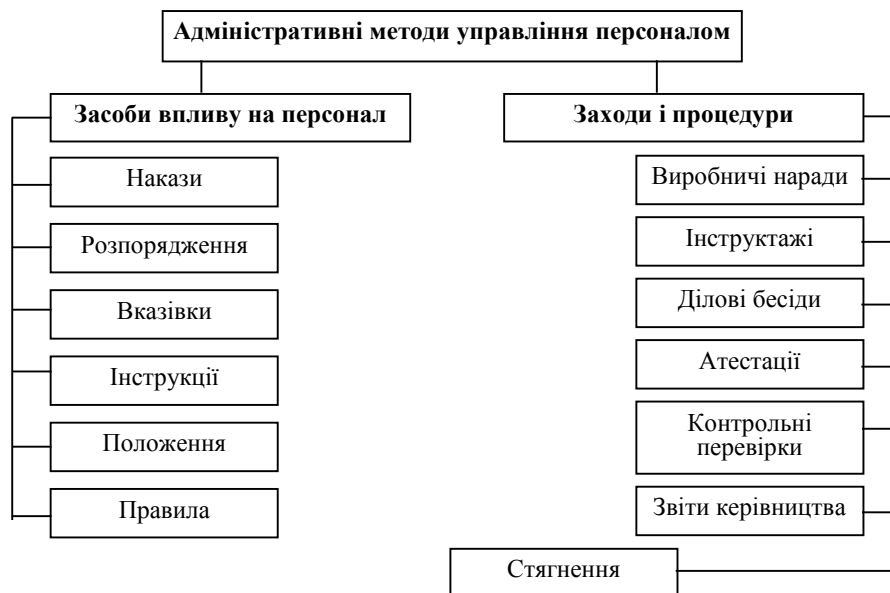 Адміністративні методи управління персоналом
Засоби впливу на персонал
Накази
Розпорядження
Вказівки
Інструкції
Положення
Правила
Заходи і процедури
Виробничі наради
Інструктажі
Ділові бесіди
Атестації
Контрольні
перевірки
Звіти керівництва
Стягнення